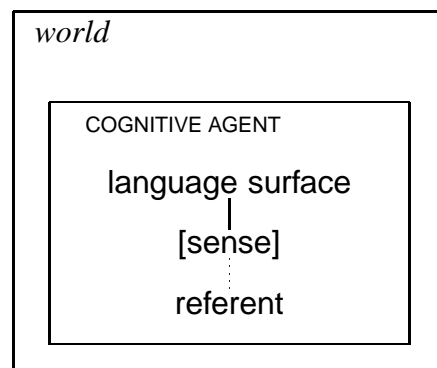 world
COGNITIVE AGENT
language surface
[sense]
referent